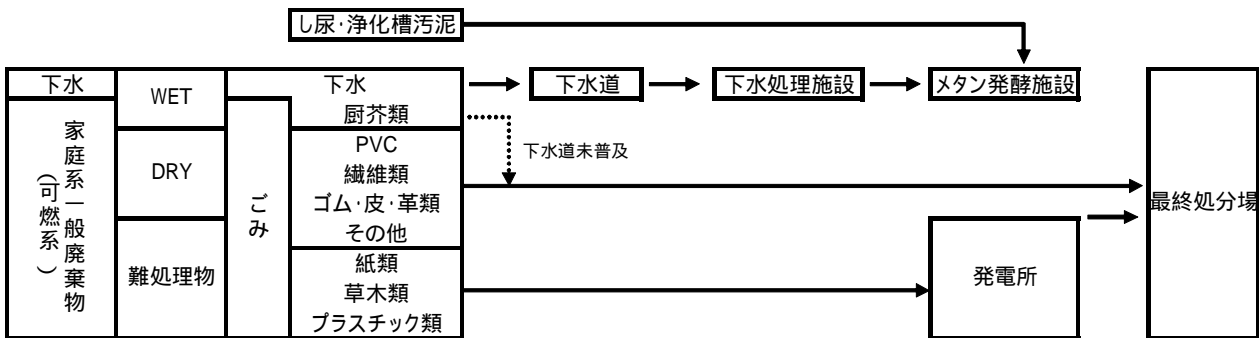 し尿・浄化槽汚泥
下水
WET
下水
下水道
下水処理施設
メタン発酵施設
厨芥類
下水道未普及
家庭系一般廃棄物
(可燃系)
DRY
ごみ
PVC
繊維類
ゴム・皮・革類
その他
最終処分場
難処理物
紙類
草木類
プラスチック類
発電所